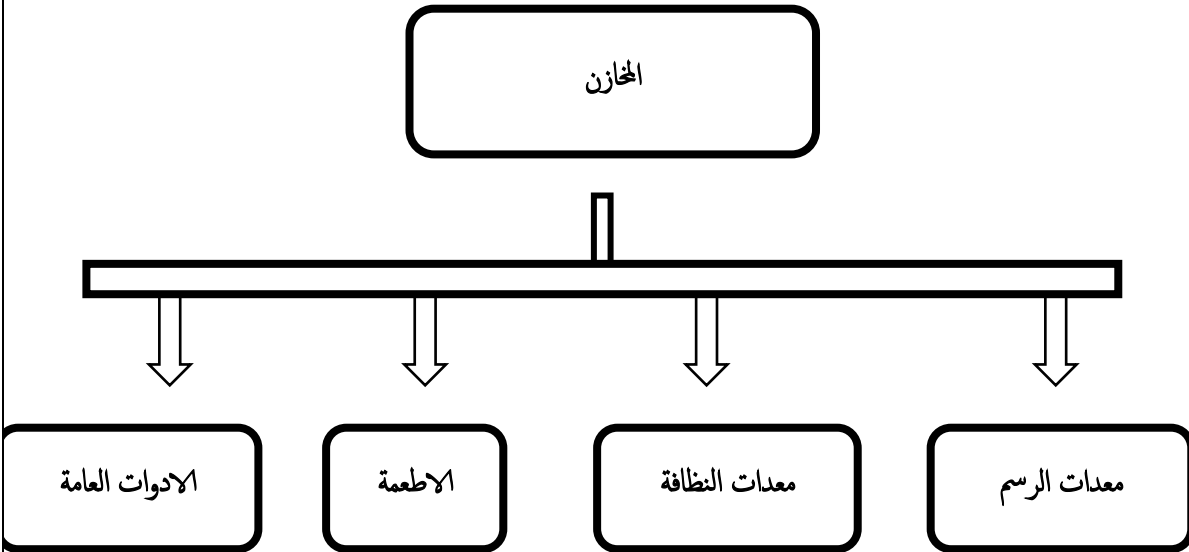 المخازن
معدات الرسم
معدات النظافة
الاطعمة
الادوات العامة